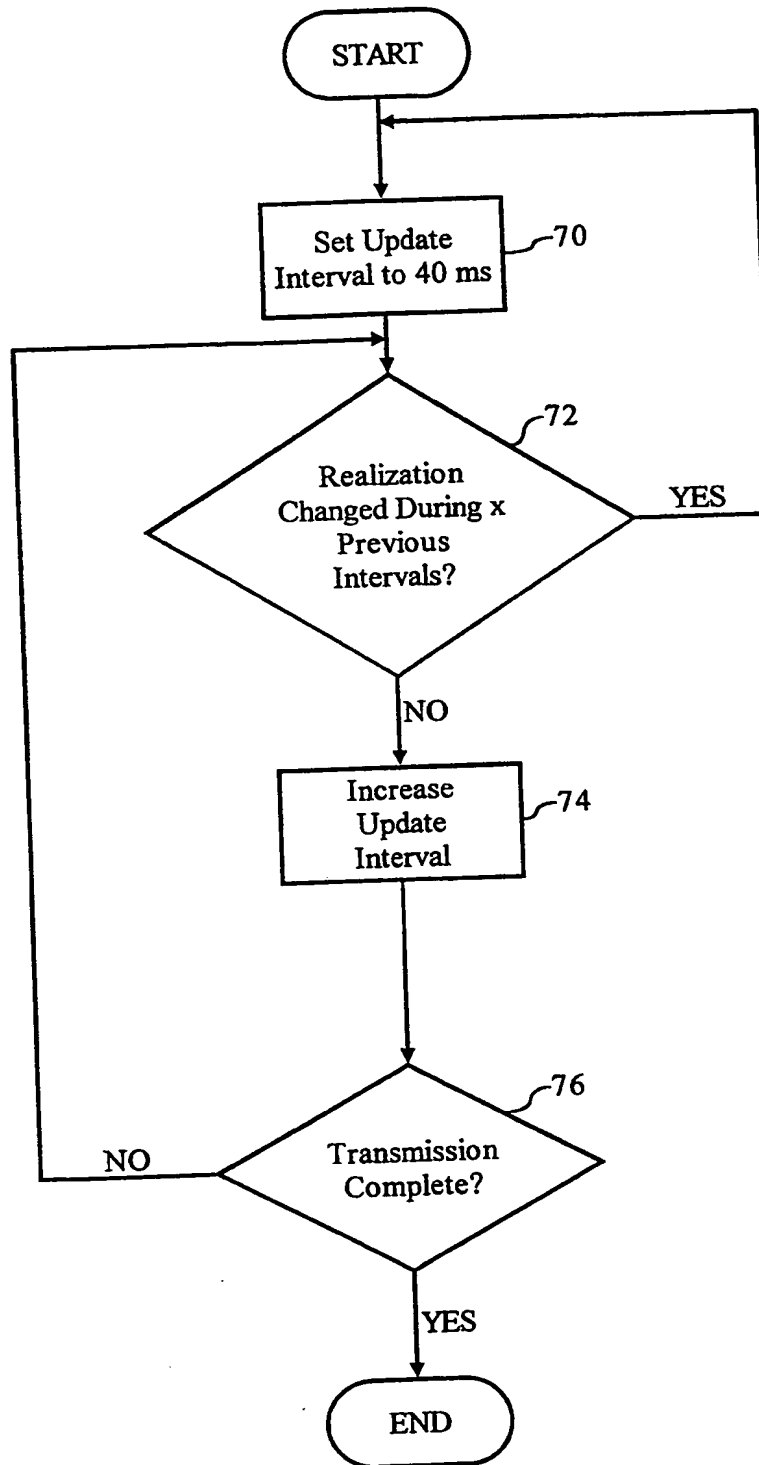 START
Set Update
Interval to 40 ms
70
Realization
Changed During x
Previous
Intervals?
72
YES
NO
Increase
Update
Interval
74
Transmission
Complete?
76
NO
YES
END